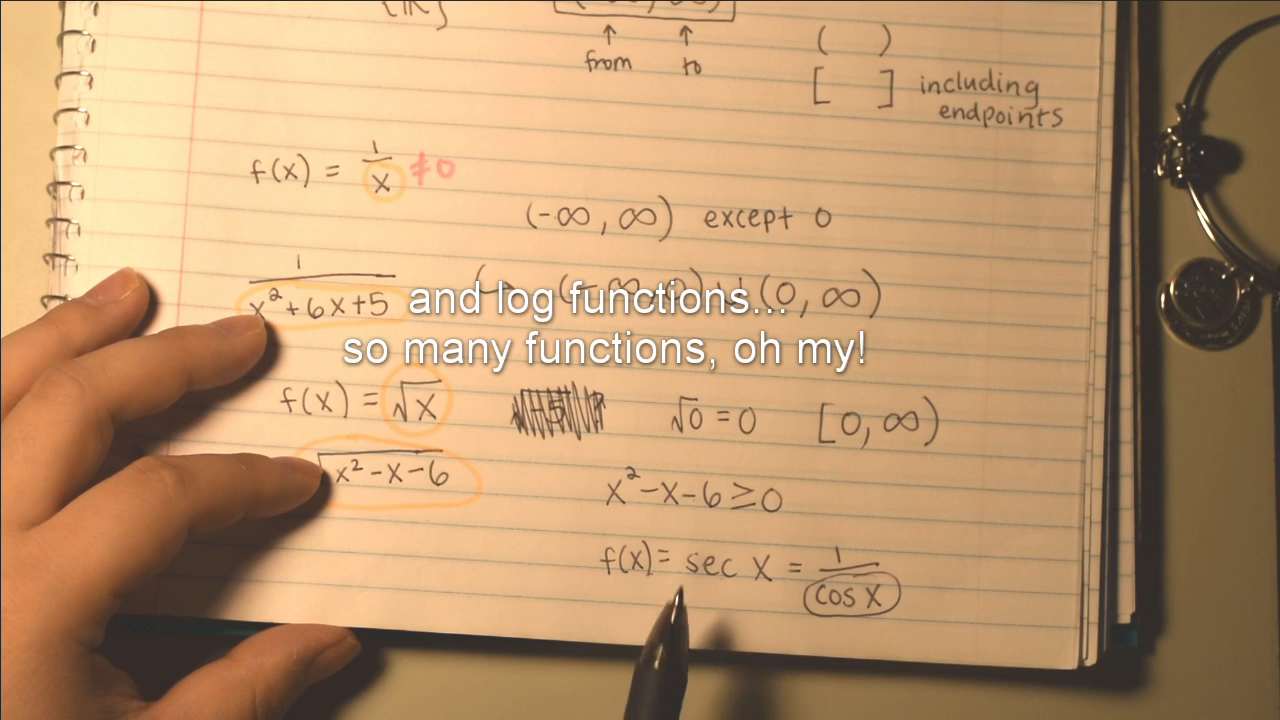 from to
( )
[ ] including
endpoints
f(x) = 1/x ≠0
(-∞, ∞) except 0
1/(x²+6x+5)
(0, ∞)
and log functions...
so many functions, oh my!
f(x) = √x √0 = 0 [0, ∞)
√x²-x-6
x²-x-6≥0
f(x)= sec x = 1/cos x